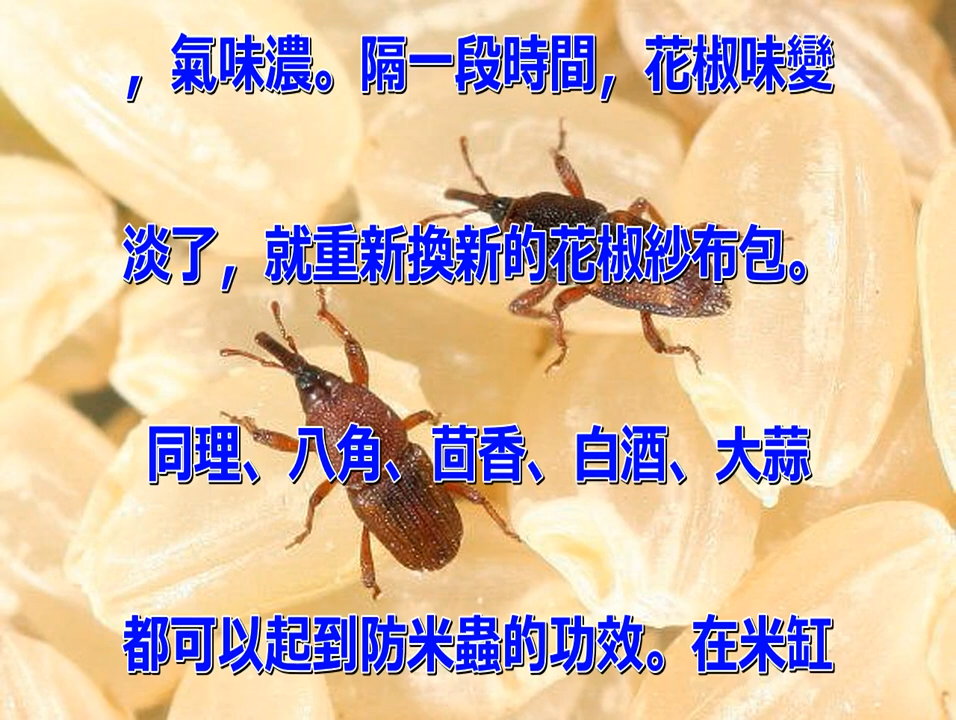 ，氣味濃。隔一段時間，花椒味變
淡了，就重新換新的花椒紗布包。
同理、八角、茴香、白酒、大蒜
都可以起到防米蟲的功效。在米缸